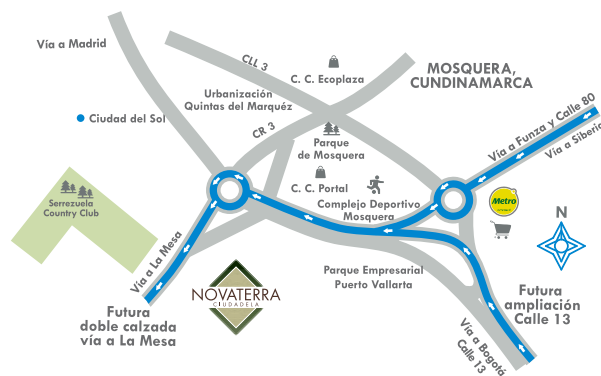 Vía a Madrid
CLL 3
C. C. Ecoplaza
MOSQUERA,
CUNDINAMARCA
Urbanización
Quintas del Marquéz
Ciudad del Sol
CR 3
Parque
de Mosquera
Vía a Funza y Calle 80
Vía a Siberia
C. C. Portal
Complejo Deportivo
Mosquera
Metro
Serrezuela
Country Club
N
Vía a La Mesa
Parque Empresarial
Puerto Vallarta
NOVATERRA
CIUDADELA
Futura
doble calzada
vía a La Mesa
Futura
ampliación
Calle 13
Vía a Bogotá
Calle 13